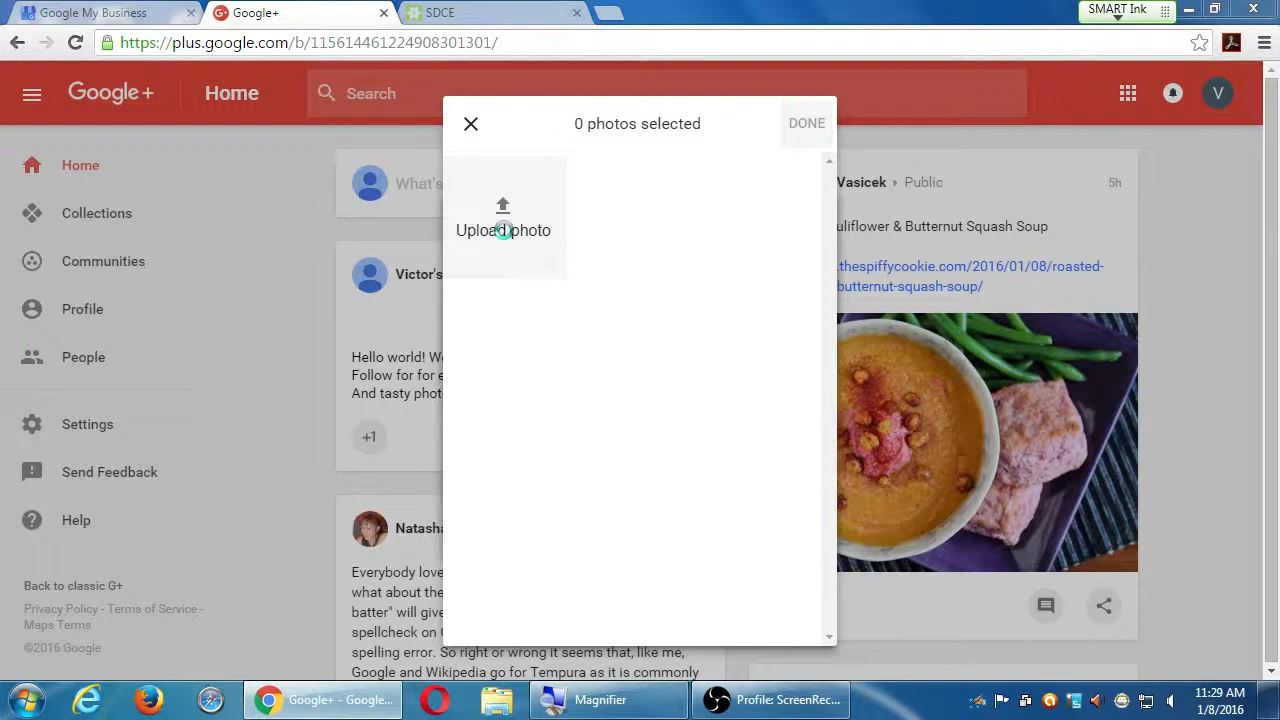 Google My Business
Google+
SDCE
SMART Ink
https://plus.google.com/b/115614461224908301301/
Google+
Home
Search
V
0 photos selected
DONE
Upload photo
Home
Collections
Communities
Profile
People
Settings
Send Feedback
Help
Back to classic G+
Privacy Policy - Terms of Service -
Maps Terms
©2016 Google
What's
Victor's
Hello world! W
Follow for for e
And tasty phot
+1
Natasha
Everybody love
what about the
batter" will give
spellcheck on G
spelling error. So right or wrong it seems that, like me,
Google and Wikipedia go for Tempura as it is commonly
Vasicek
Public
5h
uliflower & Butternut Squash Soup
.thespiffycookie.com/2016/01/08/roasted-
butternut-squash-soup/
Google+ - Google...
Magnifier
Profile: ScreenRec...
11:29 AM
1/8/2016